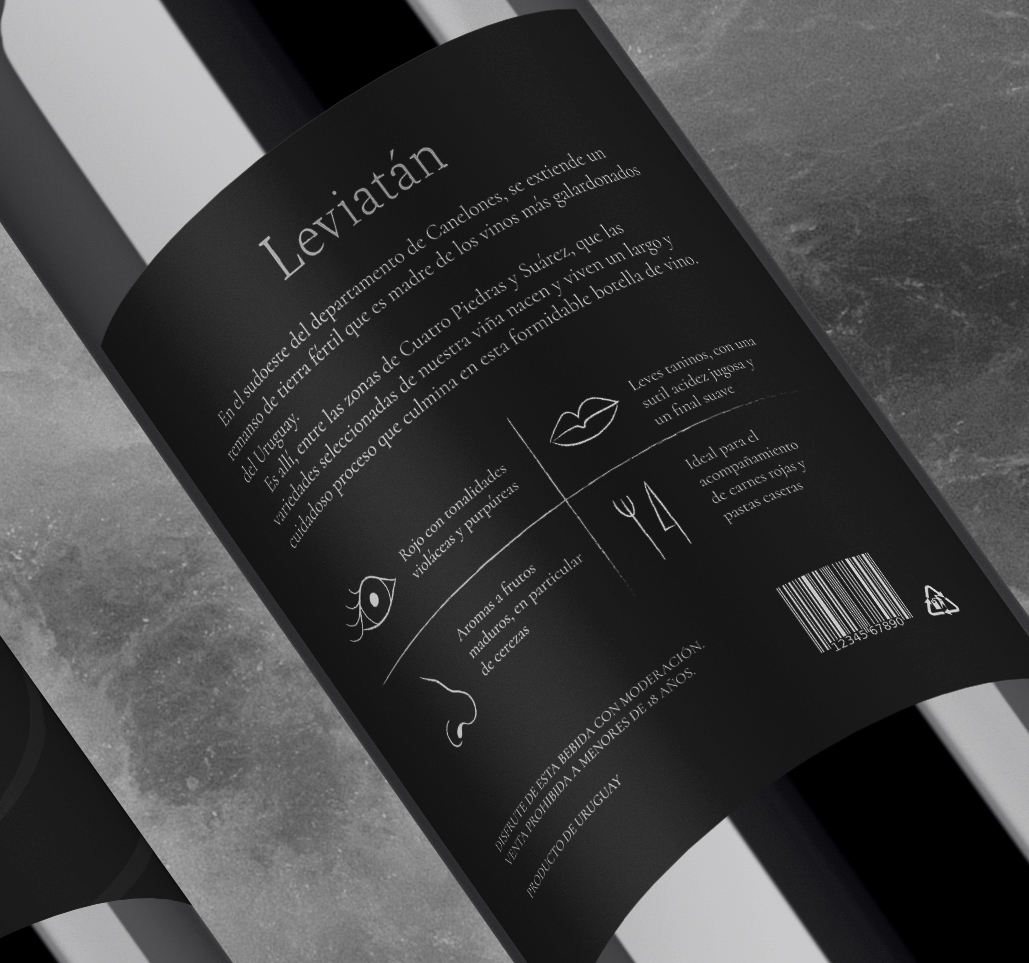 Leviatán
En el sudoeste del departamento de Canelones, se extiende un
remanso de tierra fértil que es madre de los vinos más galardonados
del Uruguay.
Es allí, entre las zonas de Cuatro Piedras y Suárez, que las
variedades seleccionadas de nuestra viña nacen y viven un largo y
cuidadoso proceso que culmina en esta formidable botella de vino.
Rojo con tonalidades
violáceas y purpúreas
Leves taninos, con una
sutil acidez jugosa y
un final suave
Aromas a frutos
maduros, en particular
de cerezas
Ideal para el
acompañamiento
de carnes rojas y
pastas caseras
12345 67890
DISFRUTE DE ESTA BEBIDA CON MODERACIÓN.
VENTA PROHIBIDA A MENORES DE 18 AÑOS.
PRODUCTO DE URUGUAY